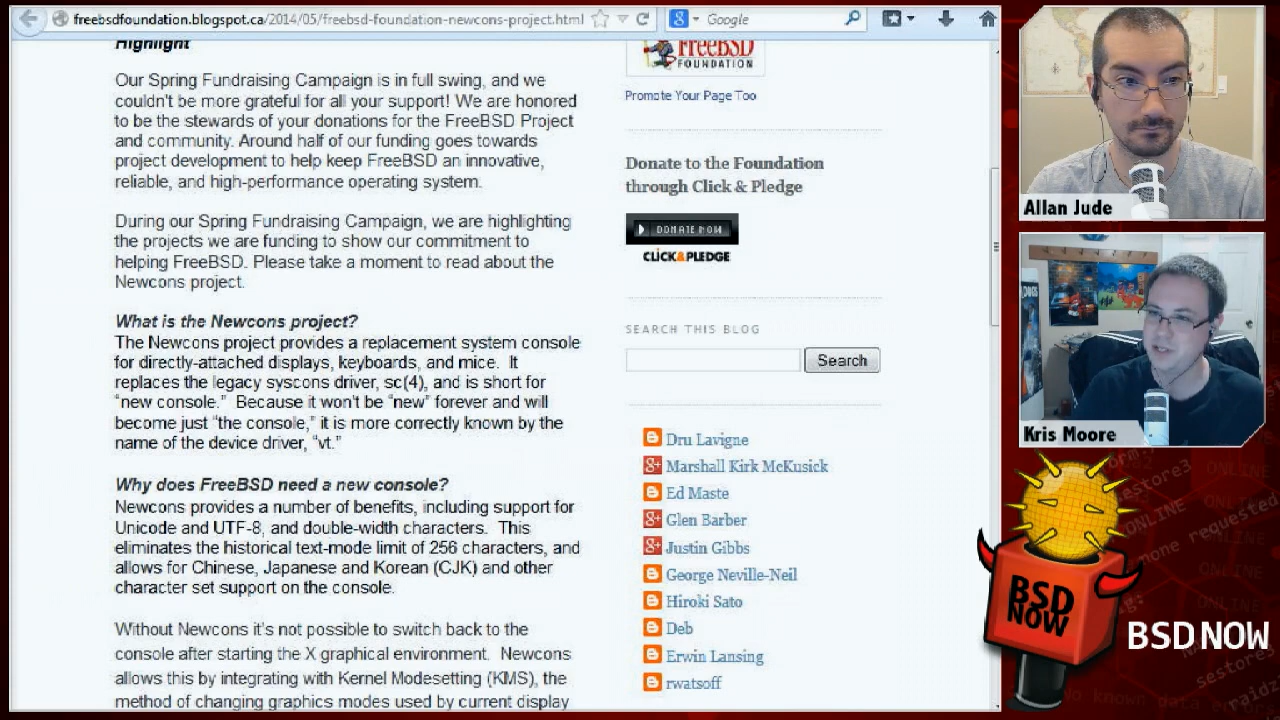 freebsdfoundation.blogspot.ca/2014/05/freebsd-foundation-newcons-project.html
Google
Highlight
Our Spring Fundraising Campaign is in full swing, and we
couldn't be more grateful for all your support! We are honored
to be the stewards of your donations for the FreeBSD Project
and community. Around half of our funding goes towards
project development to help keep FreeBSD an innovative,
reliable, and high-performance operating system.
During our Spring Fundraising Campaign, we are highlighting
the projects we are funding to show our commitment to
helping FreeBSD. Please take a moment to read about the
Newcons project.
What is the Newcons project?
The Newcons project provides a replacement system console
for directly-attached displays, keyboards, and mice. It
replaces the legacy syscons driver, sc(4), and is short for
“new console.” Because it won't be “new” forever and will
become just “the console,” it is more correctly known by the
name of the device driver, “vt.”
Why does FreeBSD need a new console?
Newcons provides a number of benefits, including support for
Unicode and UTF-8, and double-width characters. This
eliminates the historical text-mode limit of 256 characters, and
allows for Chinese, Japanese and Korean (CJK) and other
character set support on the console.
Without Newcons it's not possible to switch back to the
console after starting the X graphical environment. Newcons
allows this by integrating with Kernel Modesetting (KMS), the
method of changing graphics modes used by current display
FreeBSD
FOUNDATION
Promote Your Page Too
Donate to the Foundation
through Click & Pledge
DONATE NOW
CLICK&PLEDGE
SEARCH THIS BLOG
Search
Dru Lavigne
Marshall Kirk McKusick
Ed Maste
Glen Barber
Justin Gibbs
George Neville-Neil
Hiroki Sato
Deb
Erwin Lansing
rwatsoff
Allan Jude
Kris Moore
BSD
NOW
BSD NOW